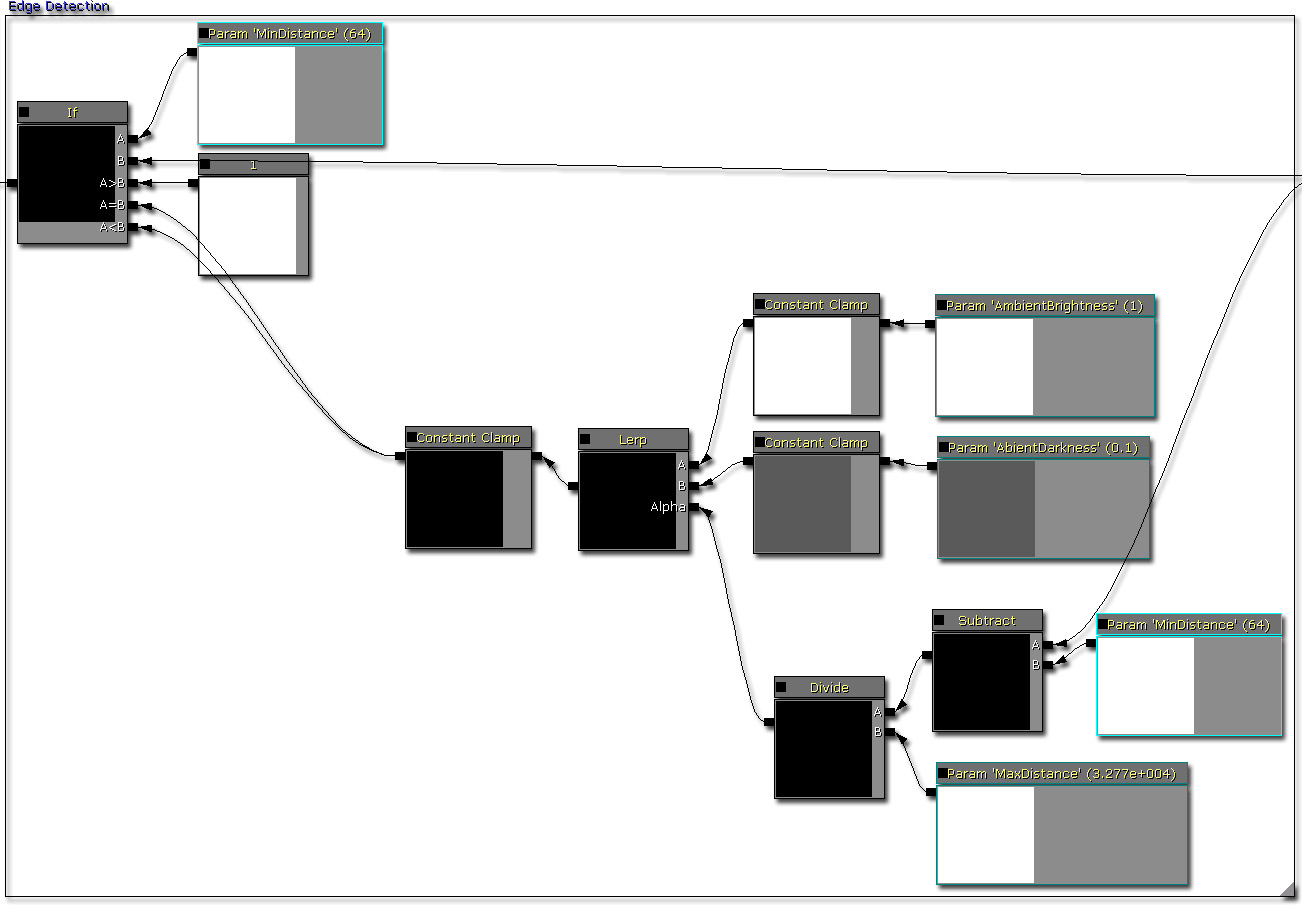 Edge Detection
Param 'MinDistance' (64)
If
A
B
A>B
A=B
A<B
1
Constant Clamp
Param 'AmbientBrightness' (1)
Constant Clamp
Lerp
A
B
Alpha
Constant Clamp
Param 'AbientDarkness' (0.1)
Subtract
A
B
Param 'MinDistance' (64)
Divide
A
B
Param 'MaxDistance' (3.277e+004)